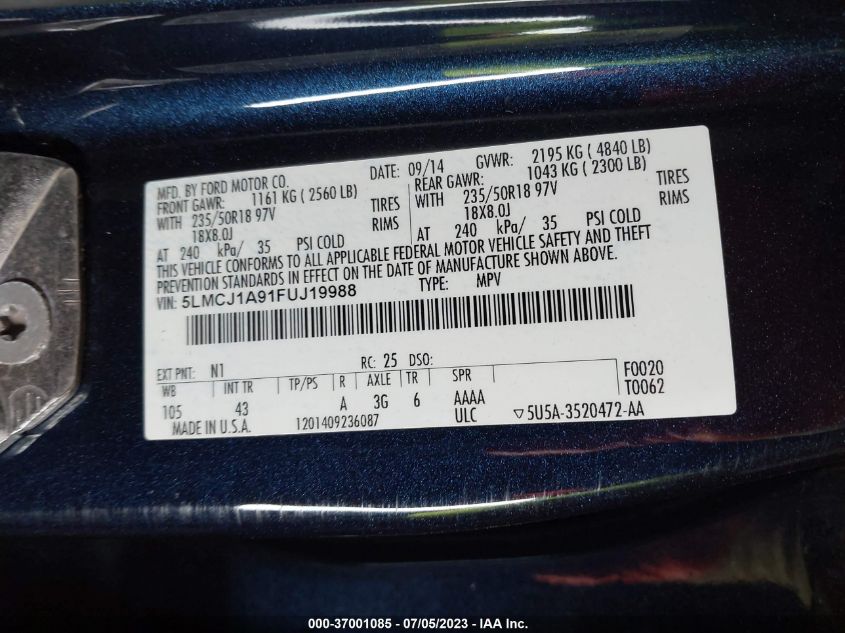 MFD. BY FORD MOTOR CO. DATE: 09/14 GVWR: 2195 KG ( 4840 LB)
FRONT GAWR: 1161 KG ( 2560 LB) REAR GAWR: 1043 KG ( 2300 LB)
WITH 235/50R18 97V TIRES WITH 235/50R18 97V TIRES
18X8.0J RIMS 18X8.0J RIMS
AT 240 kPa/ 35 PSI COLD AT 240 kPa/ 35 PSI COLD
THIS VEHICLE CONFORMS TO ALL APPLICABLE FEDERAL MOTOR VEHICLE SAFETY AND THEFT
PREVENTION STANDARDS IN EFFECT ON THE DATE OF MANUFACTURE SHOWN ABOVE.
VIN: 5LMCJ1A91FUJ19988 TYPE: MPV
EXT PNT: N1 RC: 25 DSO: F0020
WB INT TR TP/PS R AXLE TR SPR T0062
105 43 A 3G 6 AAAA
MADE IN U.S.A. 1201409236087 ULC ▽5U5A-3520472-AA
000-37001085 / 07/05/2023 - IAA Inc.